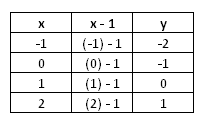 x x - 1 y
-1 (-1) - 1 -2
0 (0) - 1 -1
1 (1) - 1 0
2 (2) - 1 1